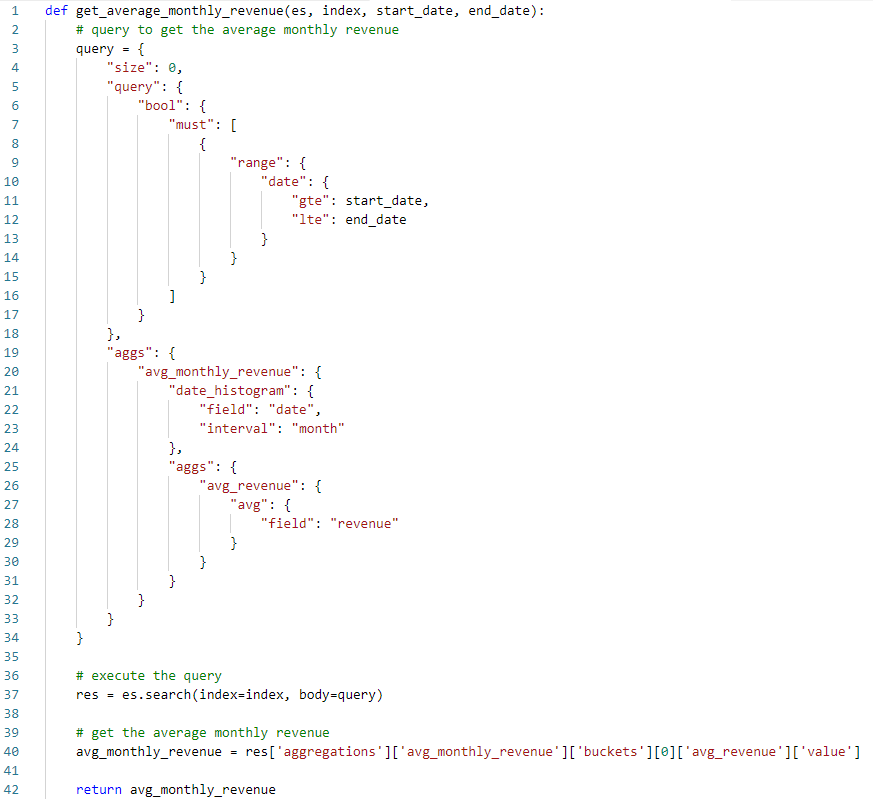 1 def get_average_monthly_revenue(es, index, start_date, end_date):
2     # query to get the average monthly revenue
3     query = {
4         "size": 0,
5         "query": {
6             "bool": {
7                 "must": [
8                     {
9                         "range": {
10                             "date": {
11                                 "gte": start_date,
12                                 "lte": end_date
13                             }
14                         }
15                     }
16                 ]
17             }
18         },
19         "aggs": {
20             "avg_monthly_revenue": {
21                 "date_histogram": {
22                     "field": "date",
23                     "interval": "month"
24                 },
25                 "aggs": {
26                     "avg_revenue": {
27                         "avg": {
28                             "field": "revenue"
29                         }
30                     }
31                 }
32             }
33         }
34     }
35
36     # execute the query
37     res = es.search(index=index, body=query)
38
39     # get the average monthly revenue
40     avg_monthly_revenue = res['aggregations']['avg_monthly_revenue']['buckets'][0]['avg_revenue']['value']
41
42     return avg_monthly_revenue